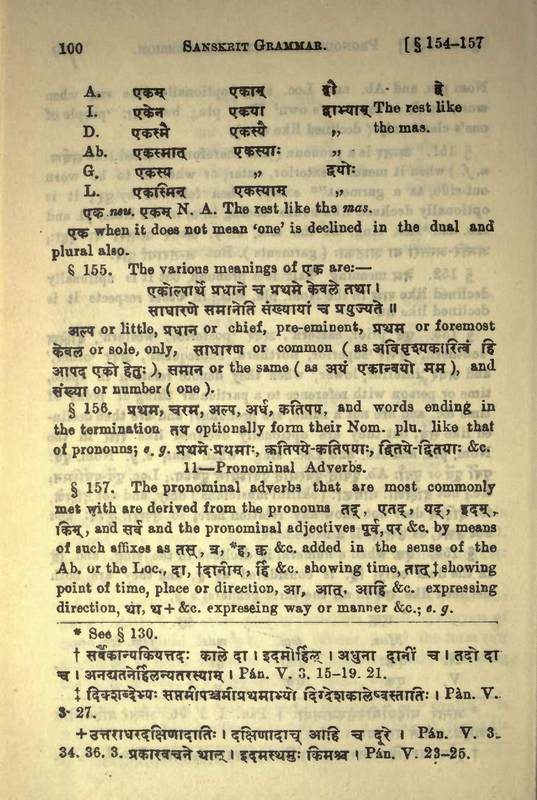 100 SANSKRIT GRAMMAR. [ § 154–157
A. एकम् एकाम् द्वौ द्वे
I. एकेन एकया द्वाभ्याम् The rest like
D. एकस्मै एकस्यै ,, the mas.
Ab. एकस्मात् एकस्याः ,,
G. एकस्य ,, द्वयोः
L. एकस्मिन् एकस्याम् ,,
एक neu. एकम् N. A. The rest like the mas.
एक when it does not mean ‘one’ is declined in the dual and
plural also.
§ 155. The various meanings of एक are:—
एकोल्पार्थे प्रधाने च प्रथमे केवले तथा।
साधारणे समानेति संख्यायां च प्रयुज्यते ॥
अल्प or little, प्रधान or chief, pre-eminent, प्रथम or foremost
केवल or sole, only, साधारण or common ( as अविमृश्यकारित्वं हि
आपद एको हेतुः ), समान or the same ( as अयं एकान्वयो मम ), and
संख्या or number ( one ).
§ 156. प्रथम, चरम, अल्प, अर्ध, कतिपय, and words ending in
the termination तय optionally form their Nom. plu. like that
of pronouns; e. g. प्रथमे-प्रथमाः, कतिपये-कतिपयाः, द्वितये-द्वितयाः &c.
11—Pronominal Adverbs.
§ 157. The pronominal adverbs that are most commonly
met with are derived from the pronouns तद्, एतद्, यद्, इदम्,
किम्, and सर्व and the pronominal adjectives पूर्व, पर &c. by means
of such affixes as तस्, त्र, *ह, क &c. added in the sense of the
Ab. or the Loc., दा, †दानीम्, र्हि &c. showing time, तात् ‡ showing
point of time, place or direction, आ, आत्, आहि &c. expressing
direction, था, थ + &c. expreseing way or manner &c.; e. g.
* See § 130.
† सर्वैकान्यकियत्तदः काले दा । इदमोर्हिल् । अधुना दानीं च । तदो दा
च । अनद्यतनेर्हिलन्यतरस्याम् । Pán. V. 3. 15–19. 21.
‡ दिक्शब्देभ्यः सप्तमीपञ्चमीप्रथमाभ्यो दिग्देशकालेष्वस्तातिः । Pán. V.
3· 27.
+ उत्तराधरदक्षिणादातिः । दक्षिणादाच् आहि च दूरे । Pán. V. 3.
34. 36. 3. प्रकारवचने थाल् । इदमस्थमुः किमश्च । Pán. V. 23–25.